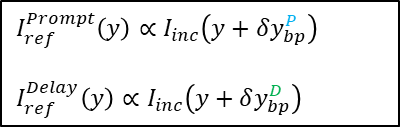 I_{ref}^{Prompt}(y) ∝ I_{inc}(y + δy_{bp}^{P})
I_{ref}^{Delay}(y) ∝ I_{inc}(y + δy_{bp}^{D})